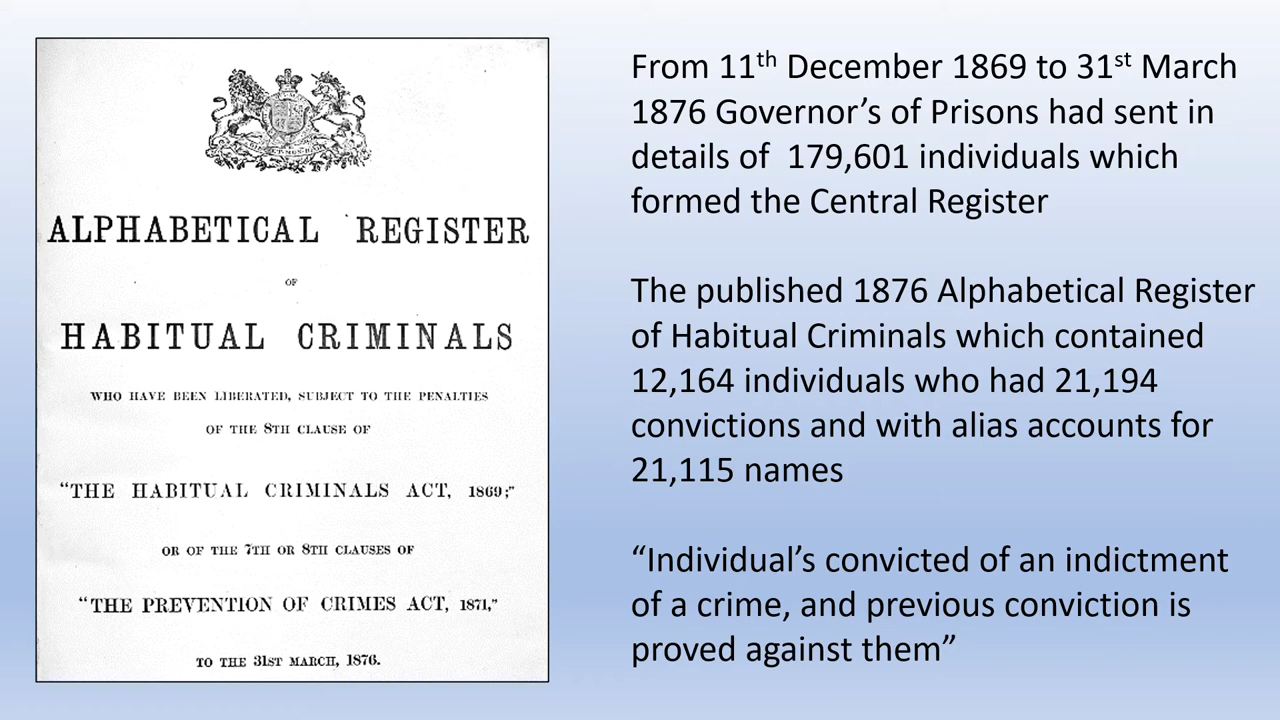 ALPHABETICAL REGISTER
OF
HABITUAL CRIMINALS
WHO HAVE BEEN LIBERATED, SUBJECT TO THE PENALTIES
OF THE 8TH CLAUSE OF
"THE HABITUAL CRIMINALS ACT, 1869;"
OR OF THE 7TH OR 8TH CLAUSES OF
"THE PREVENTION OF CRIMES ACT, 1871,"
TO THE 31ST MARCH, 1876.
From 11th December 1869 to 31st March
1876 Governor's of Prisons had sent in
details of 179,601 individuals which
formed the Central Register
The published 1876 Alphabetical Register
of Habitual Criminals which contained
12,164 individuals who had 21,194
convictions and with alias accounts for
21,115 names
“Individual’s convicted of an indictment
of a crime, and previous conviction is
proved against them”